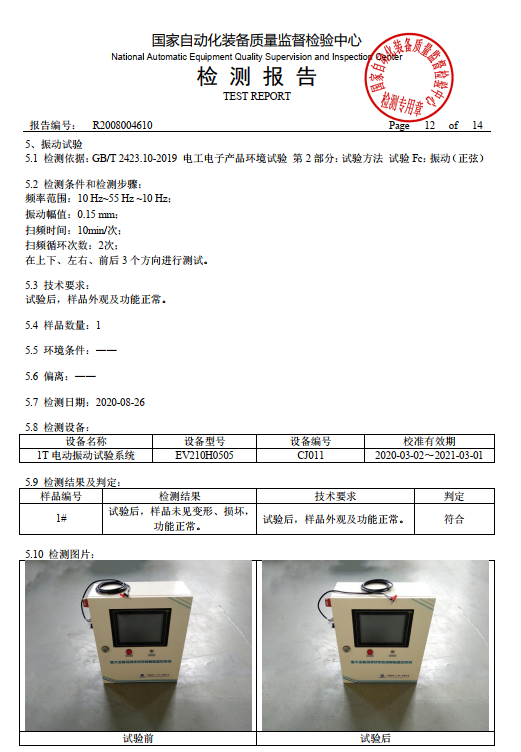 国家自动化装备质量监督检验中心
National Automatic Equipment Quality Supervision and Inspection Center
检 测 报 告
TEST REPORT
国家自动化装备质量监督检验中心
检测专用章
报告编号： R2008004610 Page 12 of 14
5、振动试验
5.1 检测依据：GB/T 2423.10-2019 电工电子产品环境试验 第 2 部分：试验方法 试验 Fc：振动（正弦）
5.2 检测条件和检测步骤：
频率范围：10 Hz~55 Hz ~10 Hz；
振动幅值：0.15 mm；
扫频时间：10min/次；
扫频循环次数：2次；
在上下、左右、前后 3 个方向进行测试。
5.3 技术要求：
试验后，样品外观及功能正常。
5.4 样品数量：1
5.5 环境条件：——
5.6 偏离：——
5.7 检测日期：2020-08-26
5.8 检测设备：
设备名称 设备型号 设备编号 校准有效期
1T 电动振动试验系统 EV210H0505 CJ011 2020-03-02～2021-03-01
5.9 检测结果及判定：
样品编号 检测结果 技术要求 判定
1# 试验后，样品未见变形、损坏，功能正常。 试验后，样品外观及功能正常。 符合
5.10 检测图片：
试验前 试验后